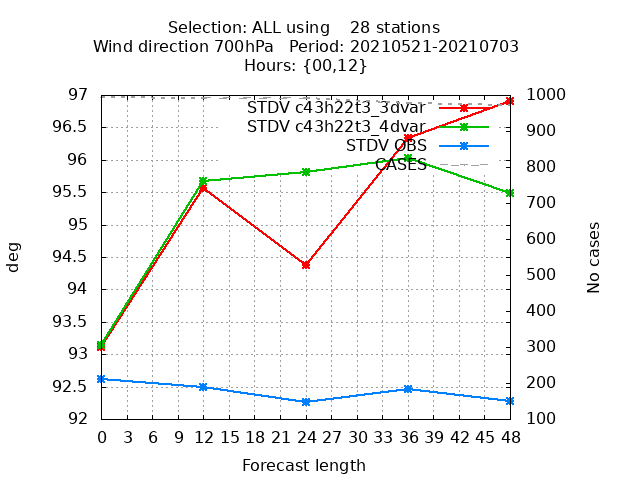 Selection: ALL using    28 stations
Wind direction 700hPa   Period: 20210521-20210703
Hours: {00,12}
97
96.5
96
95.5
95
94.5
94
93.5
93
92.5
92
deg
STDV c43h22t3_3dvar
STDV c43h22t3_4dvar
STDV OBS
CASES
1000
900
800
700
600
500
400
300
200
100
No cases
0 3 6 9 12 15 18 21 24 27 30 33 36 39 42 45 48
Forecast length